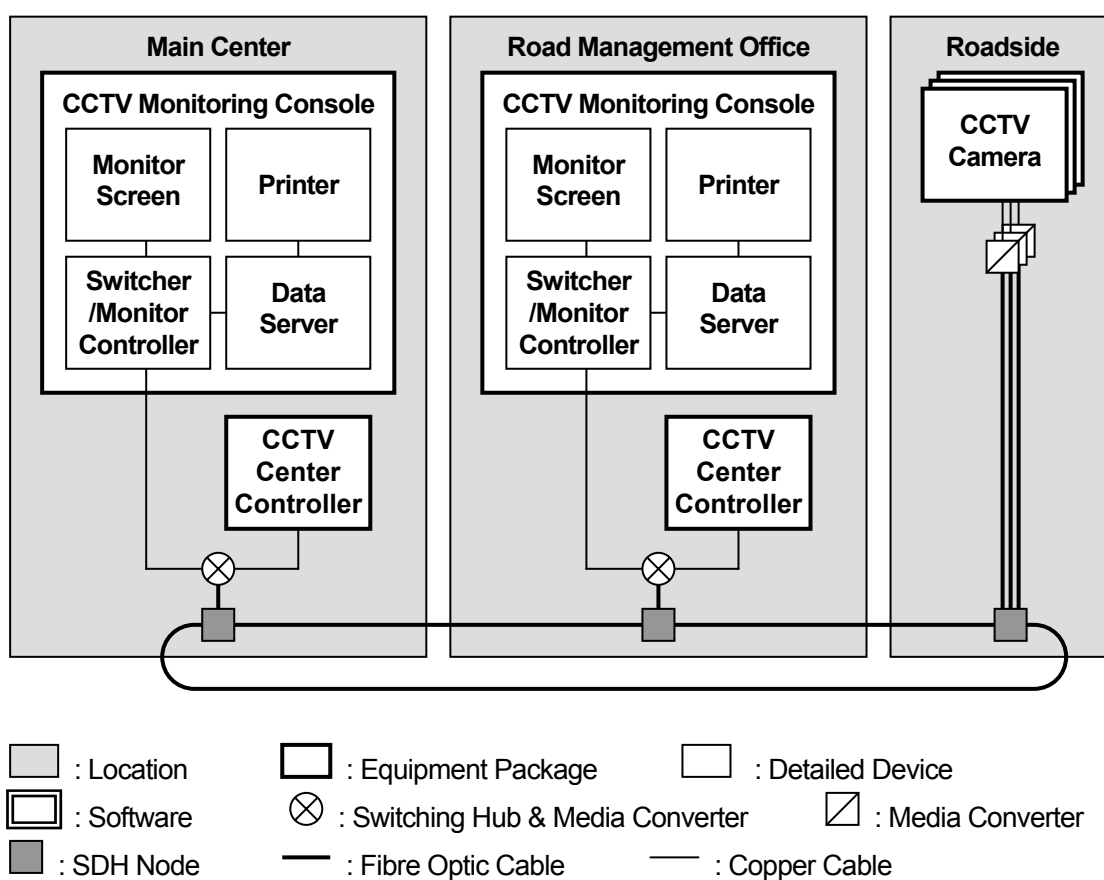 Main Center
CCTV Monitoring Console
Monitor
Screen
Printer
Switcher
/Monitor
Controller
Data
Server
CCTV
Center
Controller
Road Management Office
CCTV Monitoring Console
Monitor
Screen
Printer
Switcher
/Monitor
Controller
Data
Server
CCTV
Center
Controller
Roadside
CCTV
Camera
: Location
: Equipment Package
: Detailed Device
: Software
: Switching Hub & Media Converter
: Media Converter
: SDH Node
: Fibre Optic Cable
: Copper Cable